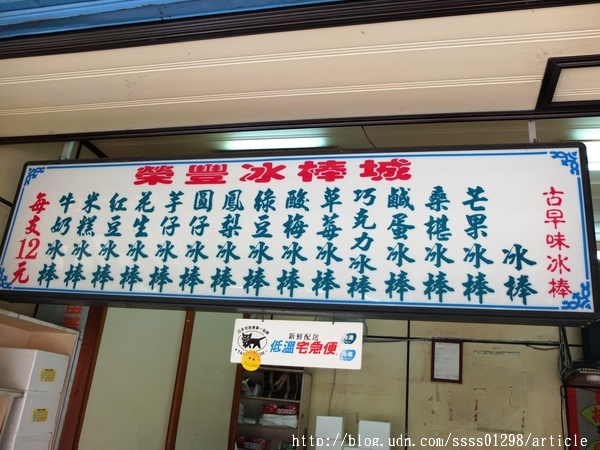 榮豐冰棒城
每支12元
牛奶冰棒
米糕冰棒
紅豆冰棒
花生冰棒
芋仔冰棒
圓仔冰棒
鳳梨冰棒
綠豆冰棒
酸梅冰棒
草莓冰棒
巧克力冰棒
鹹蛋冰棒
桑椹冰棒
芒果冰棒
冰棒
古早味冰棒
新鮮配送
低溫宅急便
http://blog.udn.com/ssss01298/article